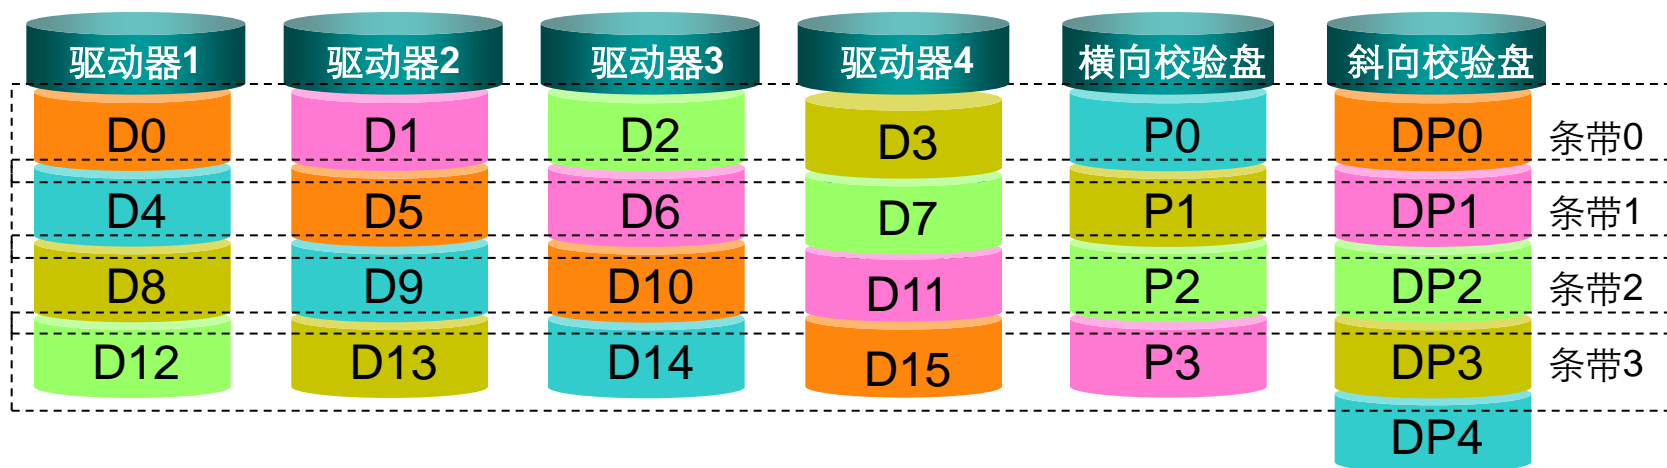 驱动器1 驱动器2 驱动器3 驱动器4 横向校验盘 斜向校验盘
D0 D1 D2 D3 P0 DP0 条带0
D4 D5 D6 D7 P1 DP1 条带1
D8 D9 D10 D11 P2 DP2 条带2
D12 D13 D14 D15 P3 DP3 条带3
DP4